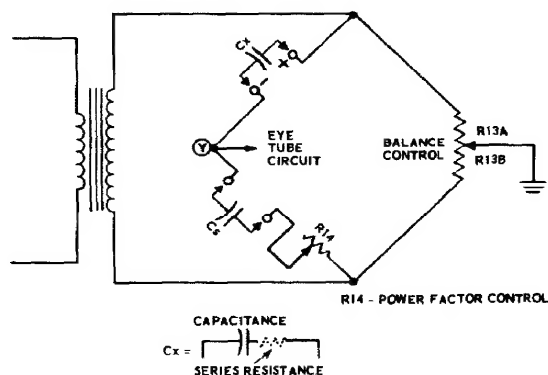 Cx
+
-
Y
EYE
TUBE
CIRCUIT
BALANCE
CONTROL
R13A
R13B
Cs
R14
R14 - POWER FACTOR CONTROL
CAPACITANCE
Cx =
SERIES RESISTANCE